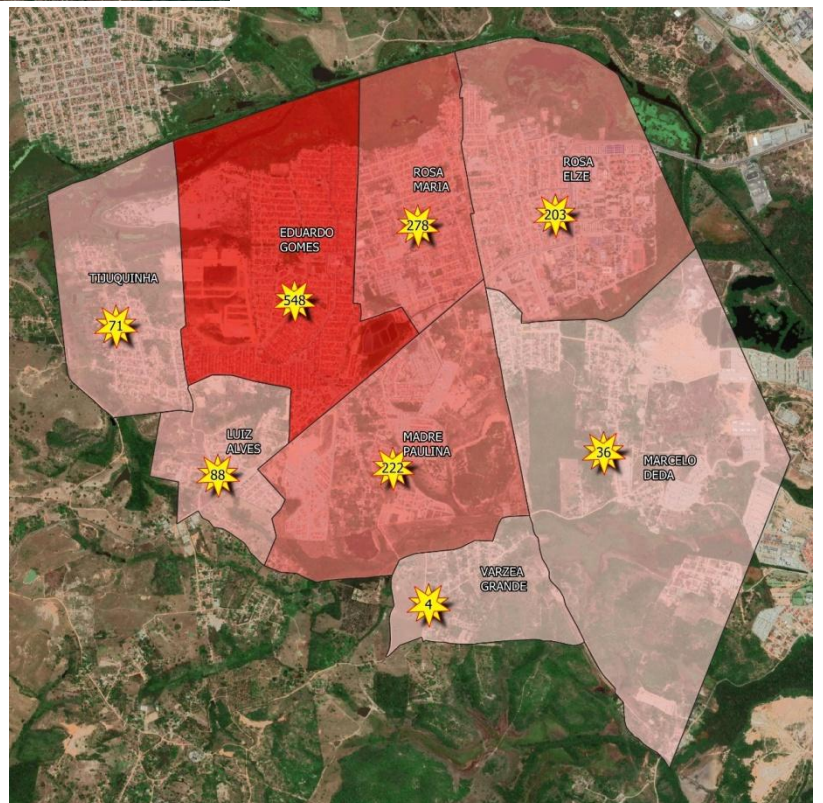 ROSA
ELZE
203
ROSA
MARIA
278
EDUARDO
GOMES
548
TIJUQUINHA
71
LUIZ
ALVES
88
MADRE
PAULINA
222
36
MARCELO
DEDA
VARZEA
GRANDE
4